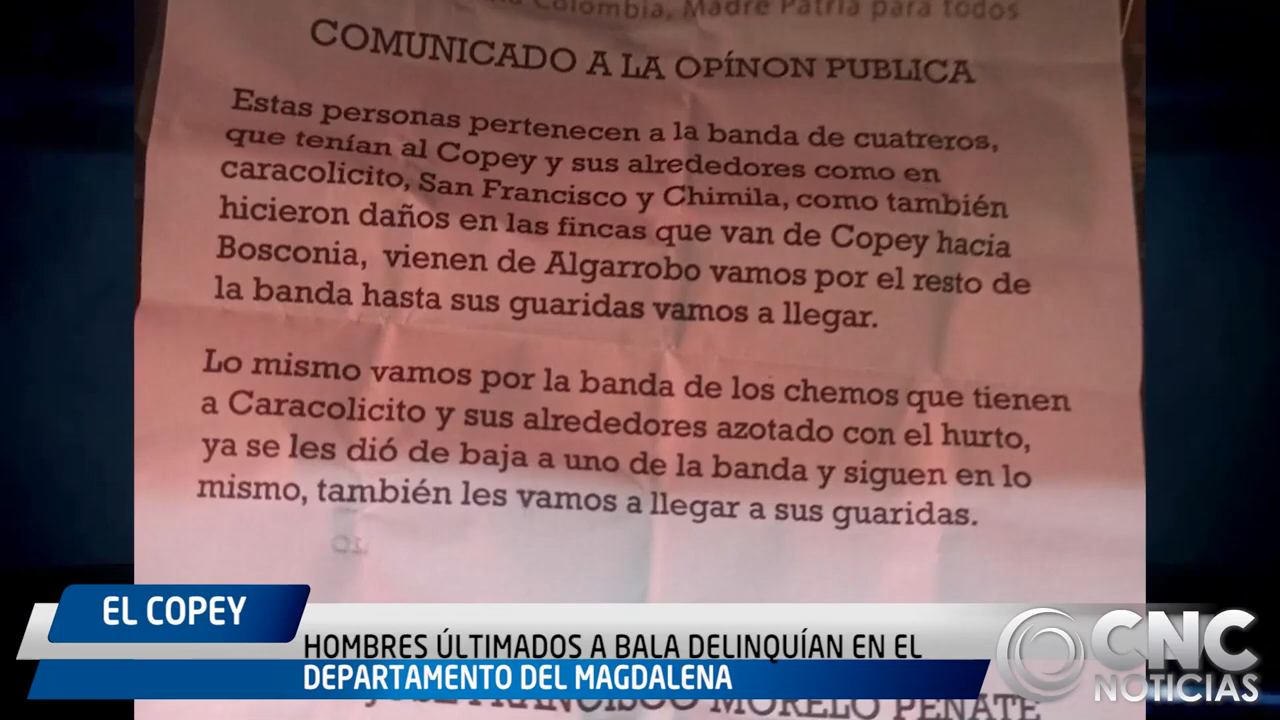 Colombia, Madre Patria para todos
COMUNICADO A LA OPÍNON PUBLICA
Estas personas pertenecen a la banda de cuatreros,
que tenían al Copey y sus alrededores como en
caracolicito, San Francisco y Chimila, como también
hicieron daños en las fincas que van de Copey hacia
Bosconia, vienen de Algarrobo vamos por el resto de
la banda hasta sus guaridas vamos a llegar.
Lo mismo vamos por la banda de los chemos que tienen
a Caracolicito y sus alrededores azotado con el hurto,
ya se les dió de baja a uno de la banda y siguen en lo
mismo, también les vamos a llegar a sus guaridas.
EL COPEY
HOMBRES ÚLTIMADOS A BALA DELINQUÍAN EN EL
DEPARTAMENTO DEL MAGDALENA
CNC
NOTICIAS
FRANCISCO MORELO PEÑATE